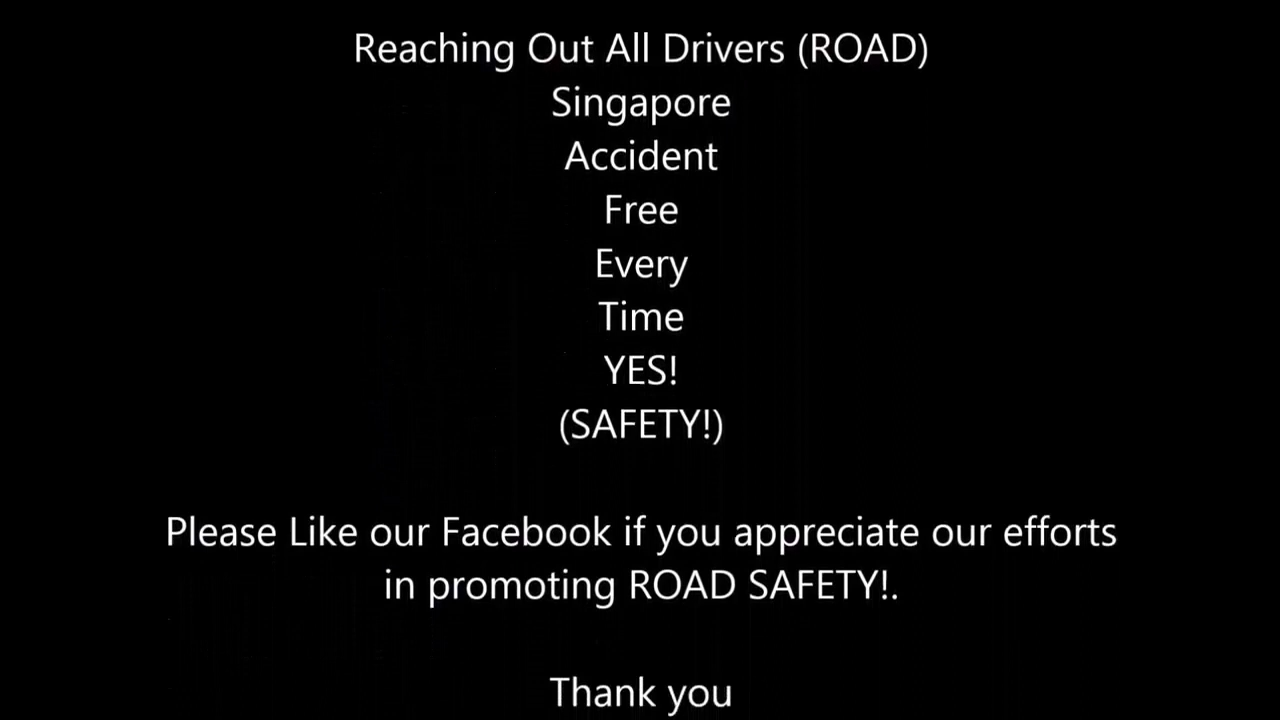 Reaching Out All Drivers (ROAD)
Singapore
Accident
Free
Every
Time
YES!
(SAFETY!)
Please Like our Facebook if you appreciate our efforts
in promoting ROAD SAFETY!.
Thank you